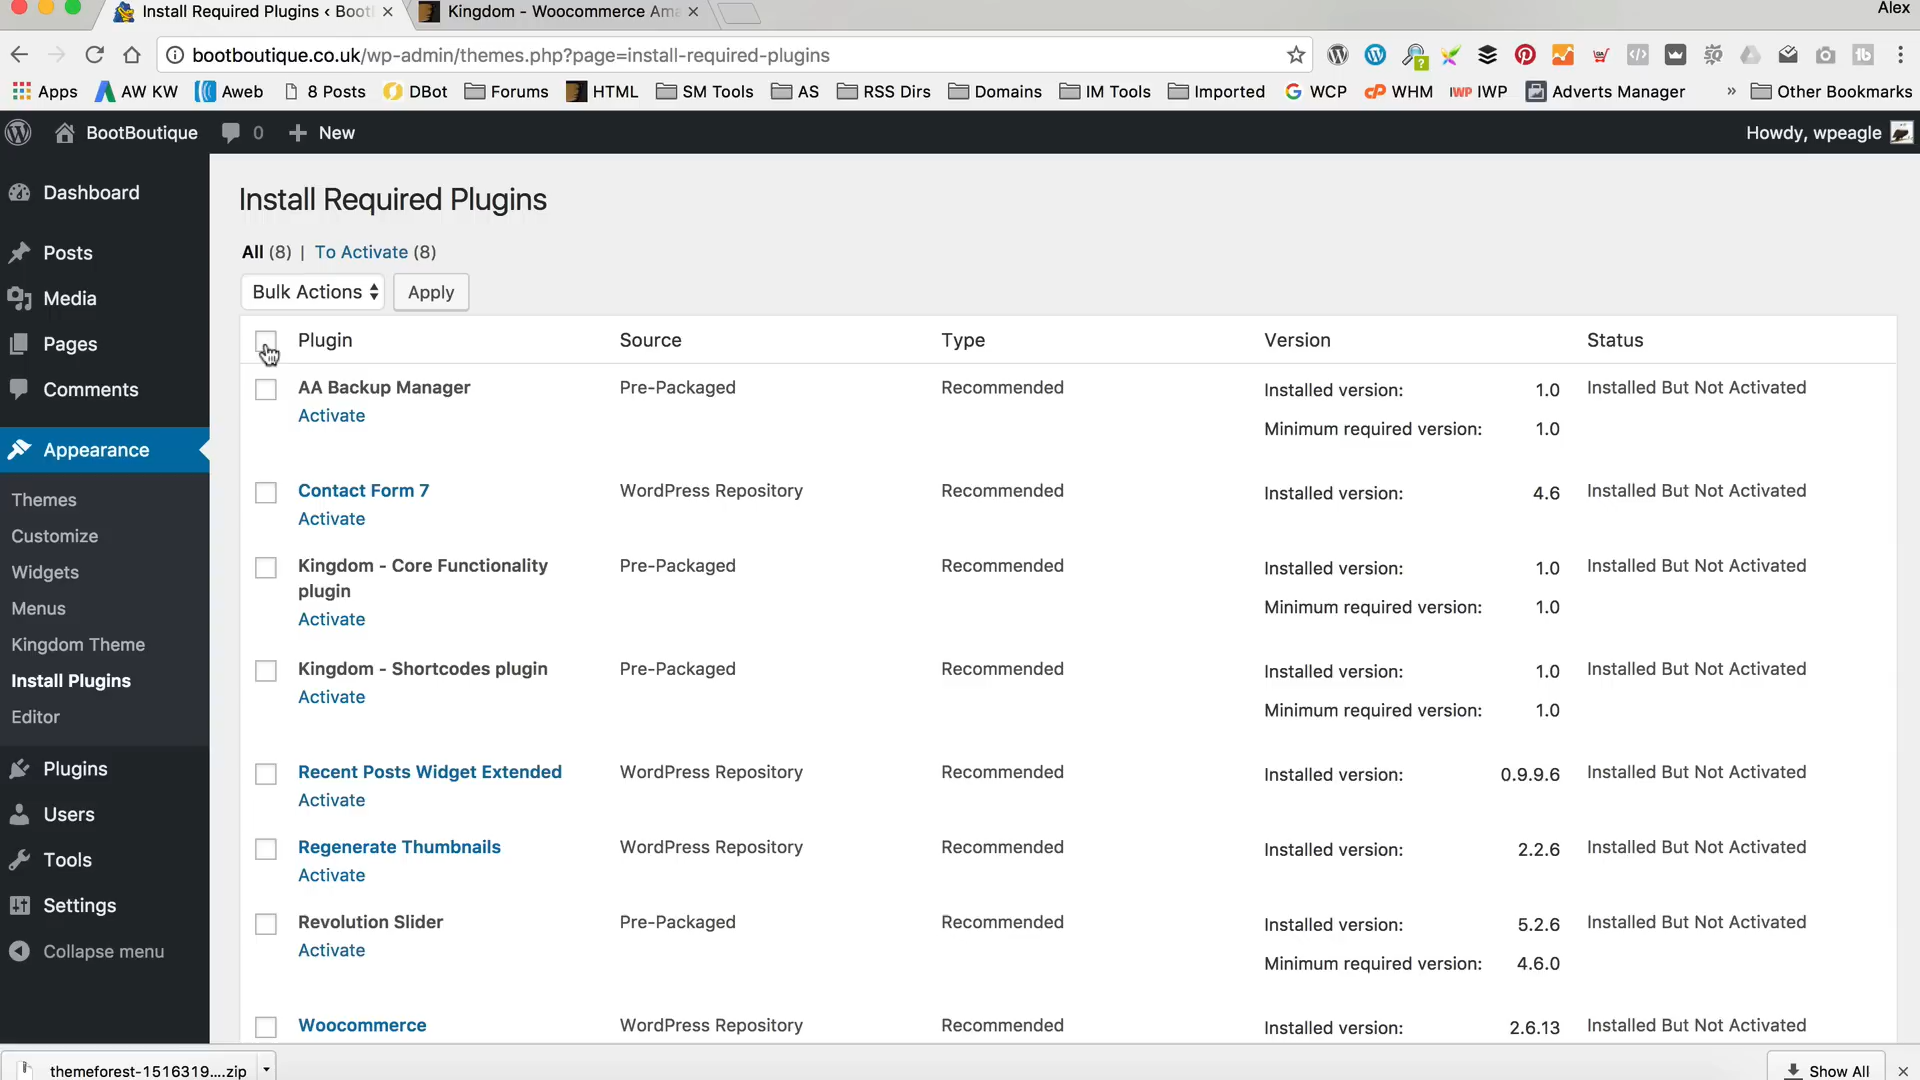 Install Required Plugins ‹ Boot
Kingdom - Woocommerce Ama
Alex
bootboutique.co.uk/wp-admin/themes.php?page=install-required-plugins
Apps AW KW Aweb 8 Posts DBot Forums HTML SM Tools AS RSS Dirs Domains IM Tools Imported WCP WHM IWP IWP Adverts Manager » Other Bookmarks
BootBoutique 0 + New Howdy, wpeagle
Dashboard
Posts
Media
Pages
Comments
Appearance
Themes
Customize
Widgets
Menus
Kingdom Theme
Install Plugins
Editor
Plugins
Users
Tools
Settings
Collapse menu
Install Required Plugins
All (8) | To Activate (8)
Bulk Actions Apply
Plugin Source Type Version Status
AA Backup Manager Pre-Packaged Recommended Installed version: 1.0 Installed But Not Activated
Activate Minimum required version: 1.0
Contact Form 7 WordPress Repository Recommended Installed version: 4.6 Installed But Not Activated
Activate
Kingdom - Core Functionality Pre-Packaged Recommended Installed version: 1.0 Installed But Not Activated
plugin Minimum required version: 1.0
Activate
Kingdom - Shortcodes plugin Pre-Packaged Recommended Installed version: 1.0 Installed But Not Activated
Activate Minimum required version: 1.0
Recent Posts Widget Extended WordPress Repository Recommended Installed version: 0.9.9.6 Installed But Not Activated
Activate
Regenerate Thumbnails WordPress Repository Recommended Installed version: 2.2.6 Installed But Not Activated
Activate
Revolution Slider Pre-Packaged Recommended Installed version: 5.2.6 Installed But Not Activated
Activate Minimum required version: 4.6.0
Woocommerce WordPress Repository Recommended Installed version: 2.6.13 Installed But Not Activated
themeforest-1516319....zip Show All